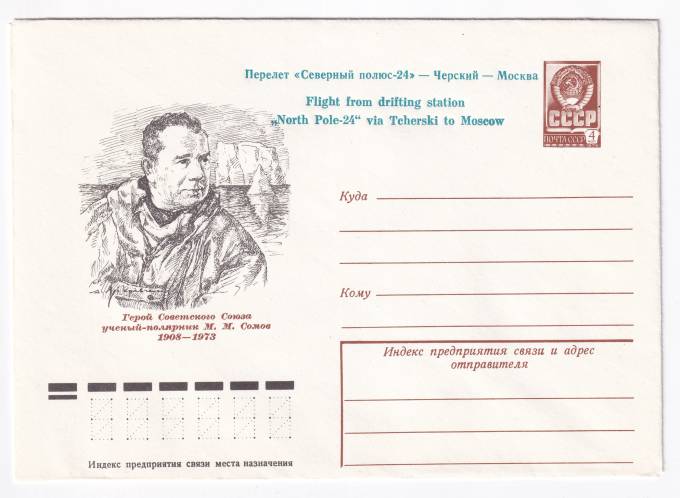 Перелет «Северный полюс-24» — Черский — Москва
Flight from drifting station
„North Pole-24“ via Tcherski to Moscow
СССР
ПОЧТА СССР
4
Куда
Кому
Герой Советского Союза
ученый-полярник М. М. Сомов
1908—1973
Индекс предприятия связи и адрес
отправителя
Индекс предприятия связи места назначения